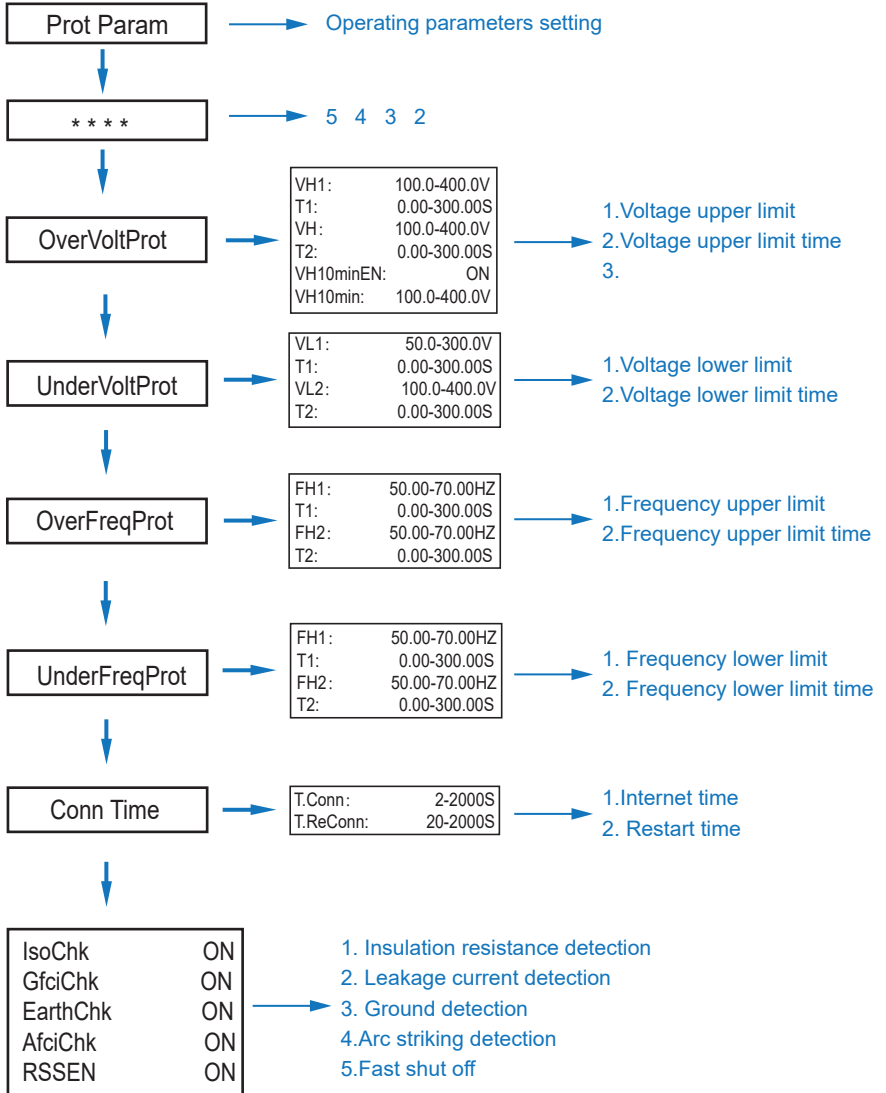 Prot Param
Operating parameters setting
* * * *
5 4 3 2
OverVoltProt
VH1: 100.0-400.0V
T1: 0.00-300.00S
VH: 100.0-400.0V
T2: 0.00-300.00S
VH10minEN: ON
VH10min: 100.0-400.0V
1.Voltage upper limit
2.Voltage upper limit time
3.
UnderVoltProt
VL1: 50.0-300.0V
T1: 0.00-300.00S
VL2: 100.0-400.0V
T2: 0.00-300.00S
1.Voltage lower limit
2.Voltage lower limit time
OverFreqProt
FH1: 50.00-70.00HZ
T1: 0.00-300.00S
FH2: 50.00-70.00HZ
T2: 0.00-300.00S
1.Frequency upper limit
2.Frequency upper limit time
UnderFreqProt
FH1: 50.00-70.00HZ
T1: 0.00-300.00S
FH2: 50.00-70.00HZ
T2: 0.00-300.00S
1. Frequency lower limit
2. Frequency lower limit time
Conn Time
T.Conn: 2-2000S
T.ReConn: 20-2000S
1.Internet time
2. Restart time
IsoChk ON
GfciChk ON
EarthChk ON
AfciChk ON
RSSEN ON
1. Insulation resistance detection
2. Leakage current detection
3. Ground detection
4.Arc striking detection
5.Fast shut off